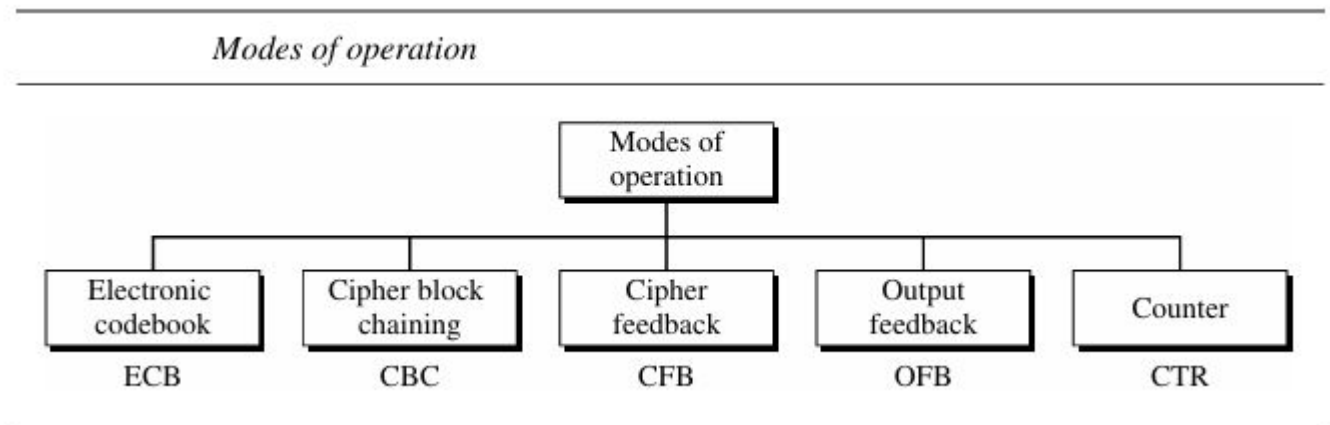 Modes of operation
Modes of
operation
Electronic
codebook
Cipher block
chaining
Cipher
feedback
Output
feedback
Counter
ECB
CBC
CFB
OFB
CTR